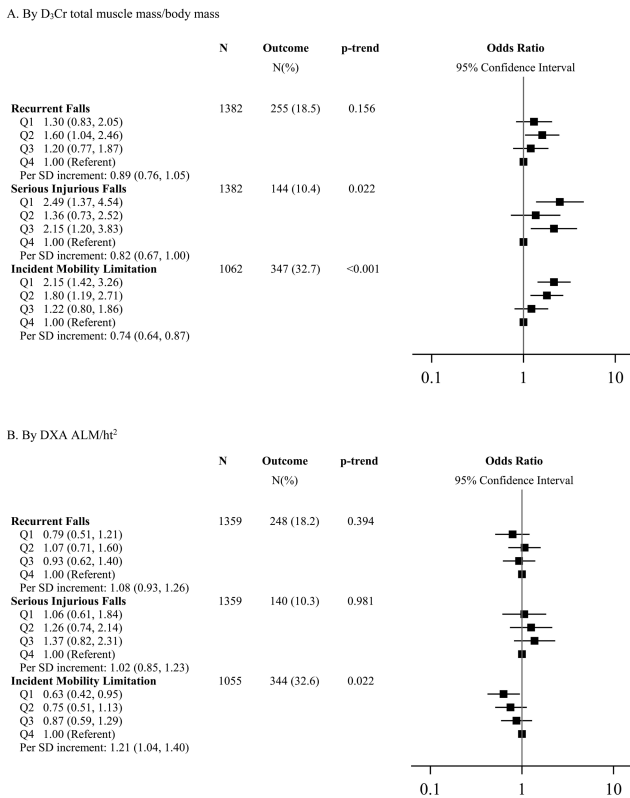 A. By D₃Cr total muscle mass/body mass
N Outcome p-trend Odds Ratio
N(%) 95% Confidence Interval
Recurrent Falls 1382 255 (18.5) 0.156
Q1 1.30 (0.83, 2.05)
Q2 1.60 (1.04, 2.46)
Q3 1.20 (0.77, 1.87)
Q4 1.00 (Referent)
Per SD increment: 0.89 (0.76, 1.05)
Serious Injurious Falls 1382 144 (10.4) 0.022
Q1 2.49 (1.37, 4.54)
Q2 1.36 (0.73, 2.52)
Q3 2.15 (1.20, 3.83)
Q4 1.00 (Referent)
Per SD increment: 0.82 (0.67, 1.00)
Incident Mobility Limitation 1062 347 (32.7) <0.001
Q1 2.15 (1.42, 3.26)
Q2 1.80 (1.19, 2.71)
Q3 1.22 (0.80, 1.86)
Q4 1.00 (Referent)
Per SD increment: 0.74 (0.64, 0.87)
0.1 1 10
B. By DXA ALM/ht²
N Outcome p-trend Odds Ratio
N(%) 95% Confidence Interval
Recurrent Falls 1359 248 (18.2) 0.394
Q1 0.79 (0.51, 1.21)
Q2 1.07 (0.71, 1.60)
Q3 0.93 (0.62, 1.40)
Q4 1.00 (Referent)
Per SD increment: 1.08 (0.93, 1.26)
Serious Injurious Falls 1359 140 (10.3) 0.981
Q1 1.06 (0.61, 1.84)
Q2 1.26 (0.74, 2.14)
Q3 1.37 (0.82, 2.31)
Q4 1.00 (Referent)
Per SD increment: 1.02 (0.85, 1.23)
Incident Mobility Limitation 1055 344 (32.6) 0.022
Q1 0.63 (0.42, 0.95)
Q2 0.75 (0.51, 1.13)
Q3 0.87 (0.59, 1.29)
Q4 1.00 (Referent)
Per SD increment: 1.21 (1.04, 1.40)
0.1 1 10